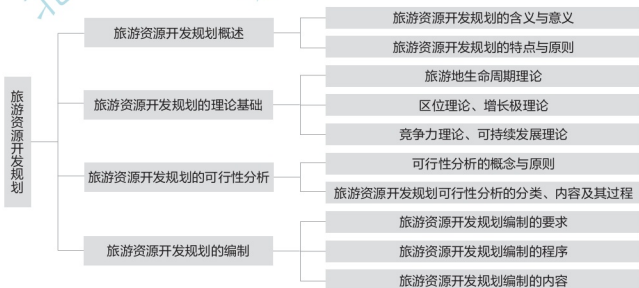 旅游资源开发规划
旅游资源开发规划概述
旅游资源开发规划的含义与意义
旅游资源开发规划的特点与原则
旅游资源开发规划的理论基础
旅游地生命周期理论
区位理论、增长极理论
竞争力理论、可持续发展理论
旅游资源开发规划的可行性分析
可行性分析的概念与原则
旅游资源开发规划可行性分析的分类、内容及其过程
旅游资源开发规划的编制
旅游资源开发规划编制的要求
旅游资源开发规划编制的程序
旅游资源开发规划编制的内容